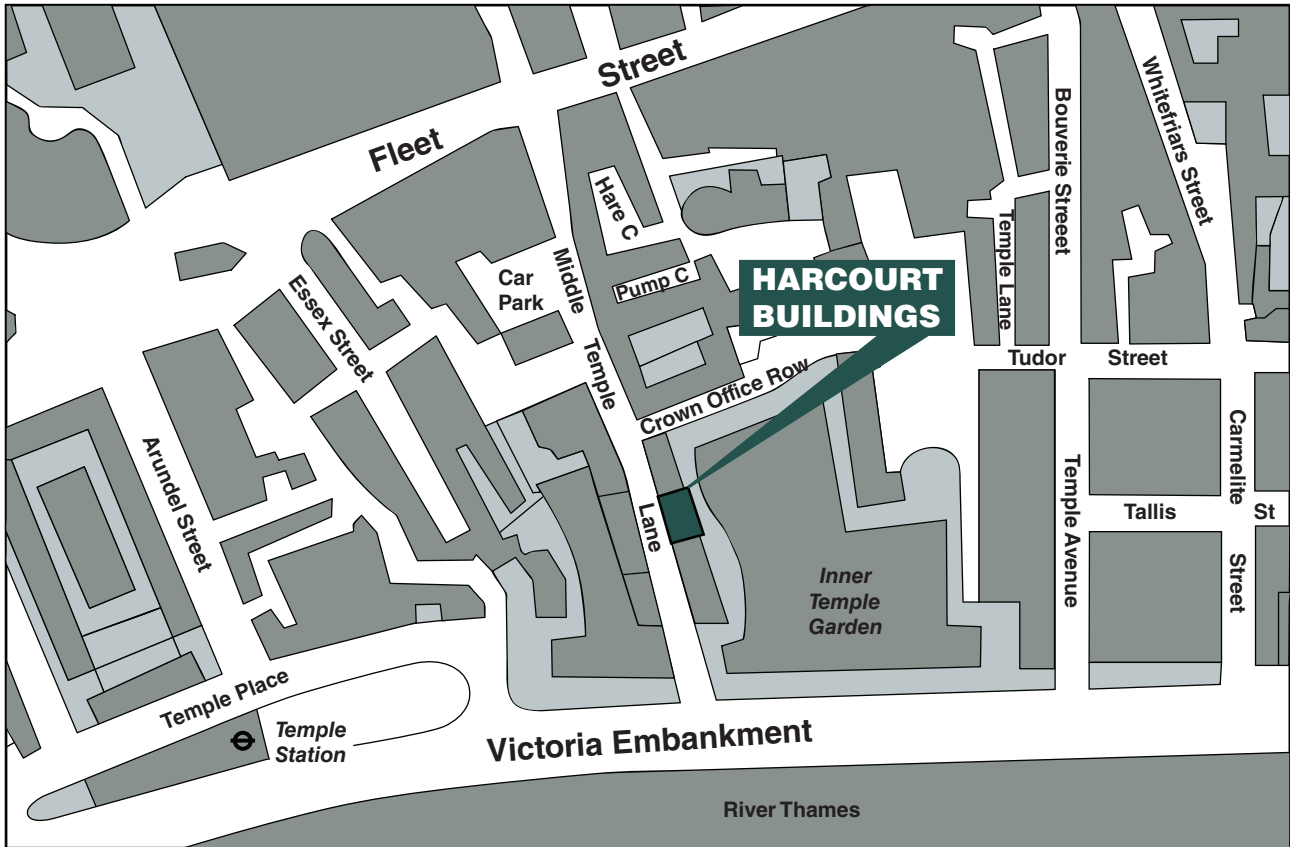 Street
Fleet
Bouverie Streeet
Whitefriars Street
Hare C
Temple Lane
Middle
Car
Park
Pump C
HARCOURT
BUILDINGS
Essex Street
Temple
Tudor Street
Crown Office Row
Arundel Street
Lane
Temple Avenue
Carmelite
Tallis St
Street
Inner
Temple
Garden
Temple Place
Temple
Station
Victoria Embankment
River Thames